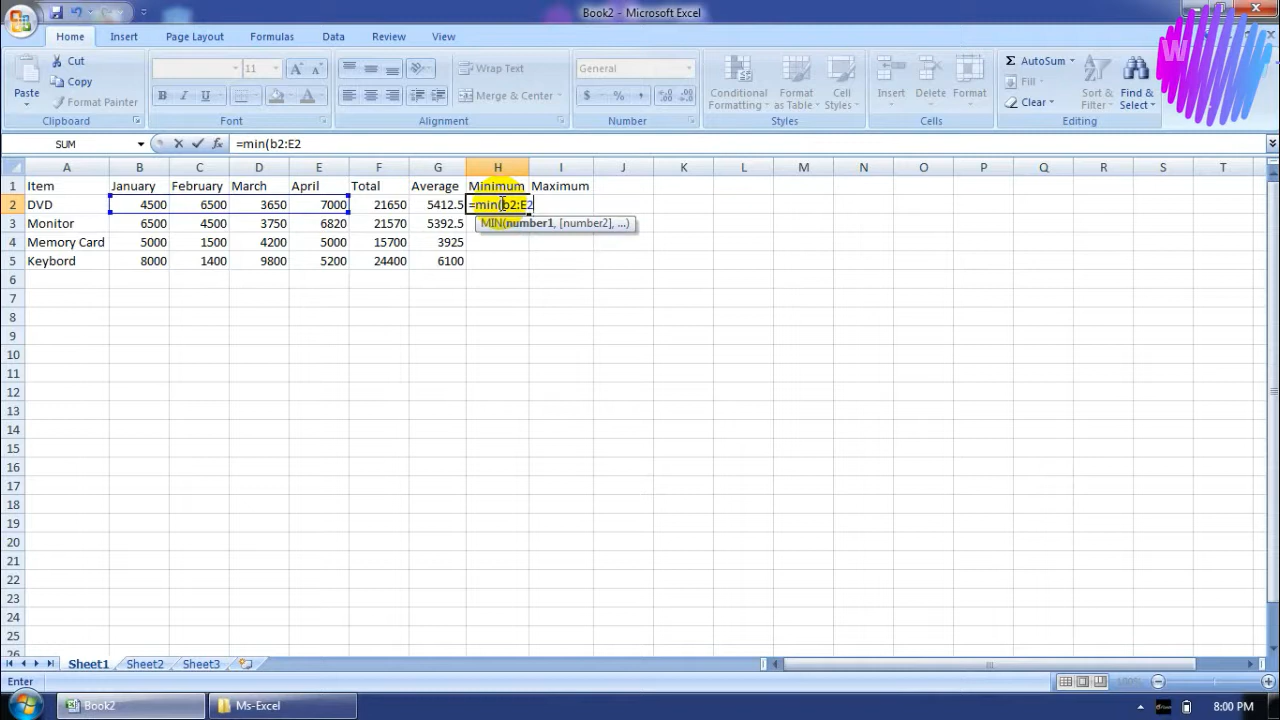 Book2 - Microsoft Excel
Home Insert Page Layout Formulas Data Review View
W
Cut
Copy
Format Painter
Paste
Clipboard
11 A A
B I U A
Font
Wrap Text
Merge & Center
Alignment
General
$ % ,
Number
Conditional Formatting
Format as Table
Cell Styles
Styles
Insert Delete Format
Cells
Σ AutoSum
Fill
Clear
Sort & Filter
Find & Select
Editing
SUM fx =min(b2:E2
A B C D E F G H I J K L M N O P Q R S T
1 Item January February March April Total Average Minimum Maximum
2 DVD 4500 6500 3650 7000 21650 5412.5 =min(b2:E2
3 Monitor 6500 4500 3750 6820 21570 5392.5 MIN(number1, [number2], ...)
4 Memory Card 5000 1500 4200 5000 15700 3925
5 Keybord 8000 1400 9800 5200 24400 6100
6
7
8
9
10
11
12
13
14
15
16
17
18
19
20
21
22
23
24
25
26
Sheet1 Sheet2 Sheet3
Enter 100%
Book2 Ms-Excel 8:00 PM